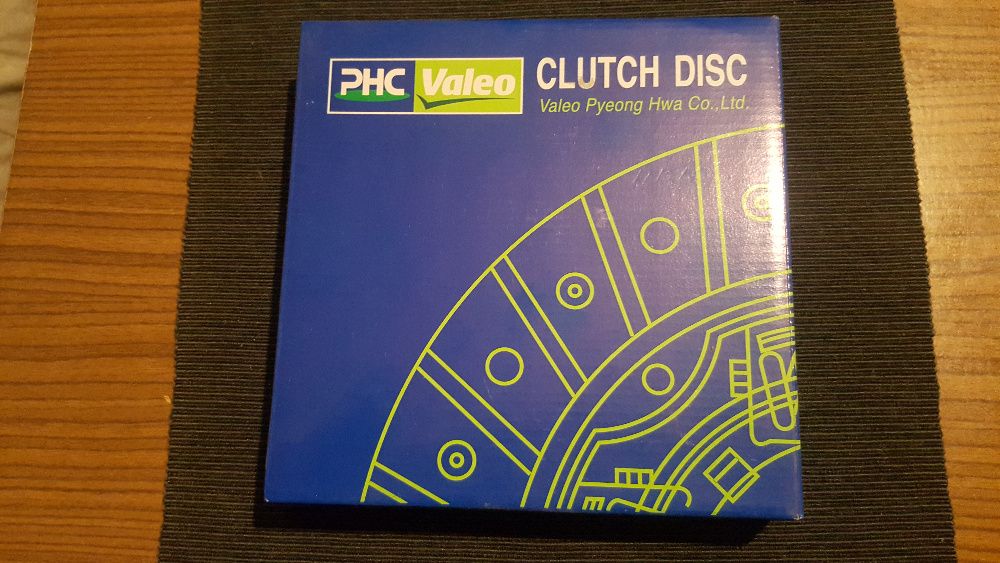 PHC Valeo CLUTCH DISC
Valeo Pyeong Hwa Co.,Ltd.